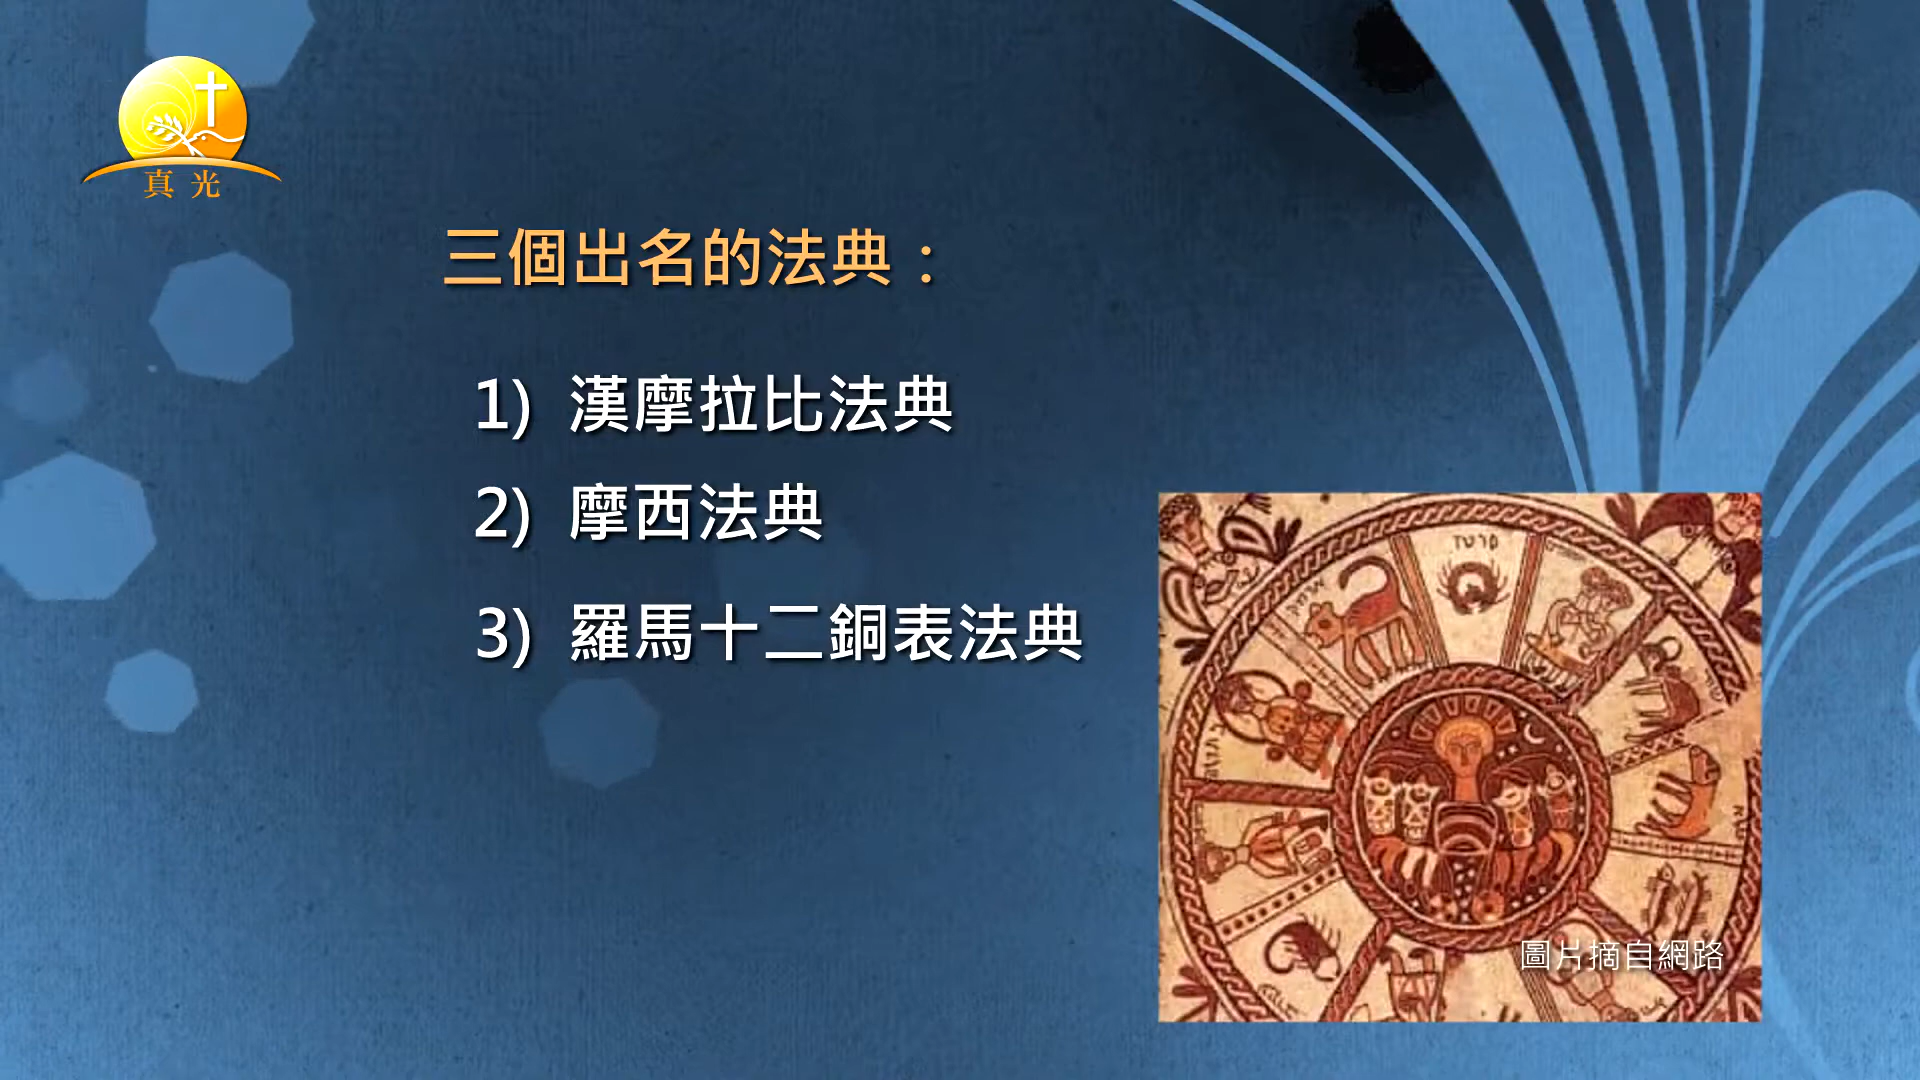 真光
三個出名的法典：
1) 漢摩拉比法典
2) 摩西法典
3) 羅馬十二銅表法典
סרטן
圖片摘自網路